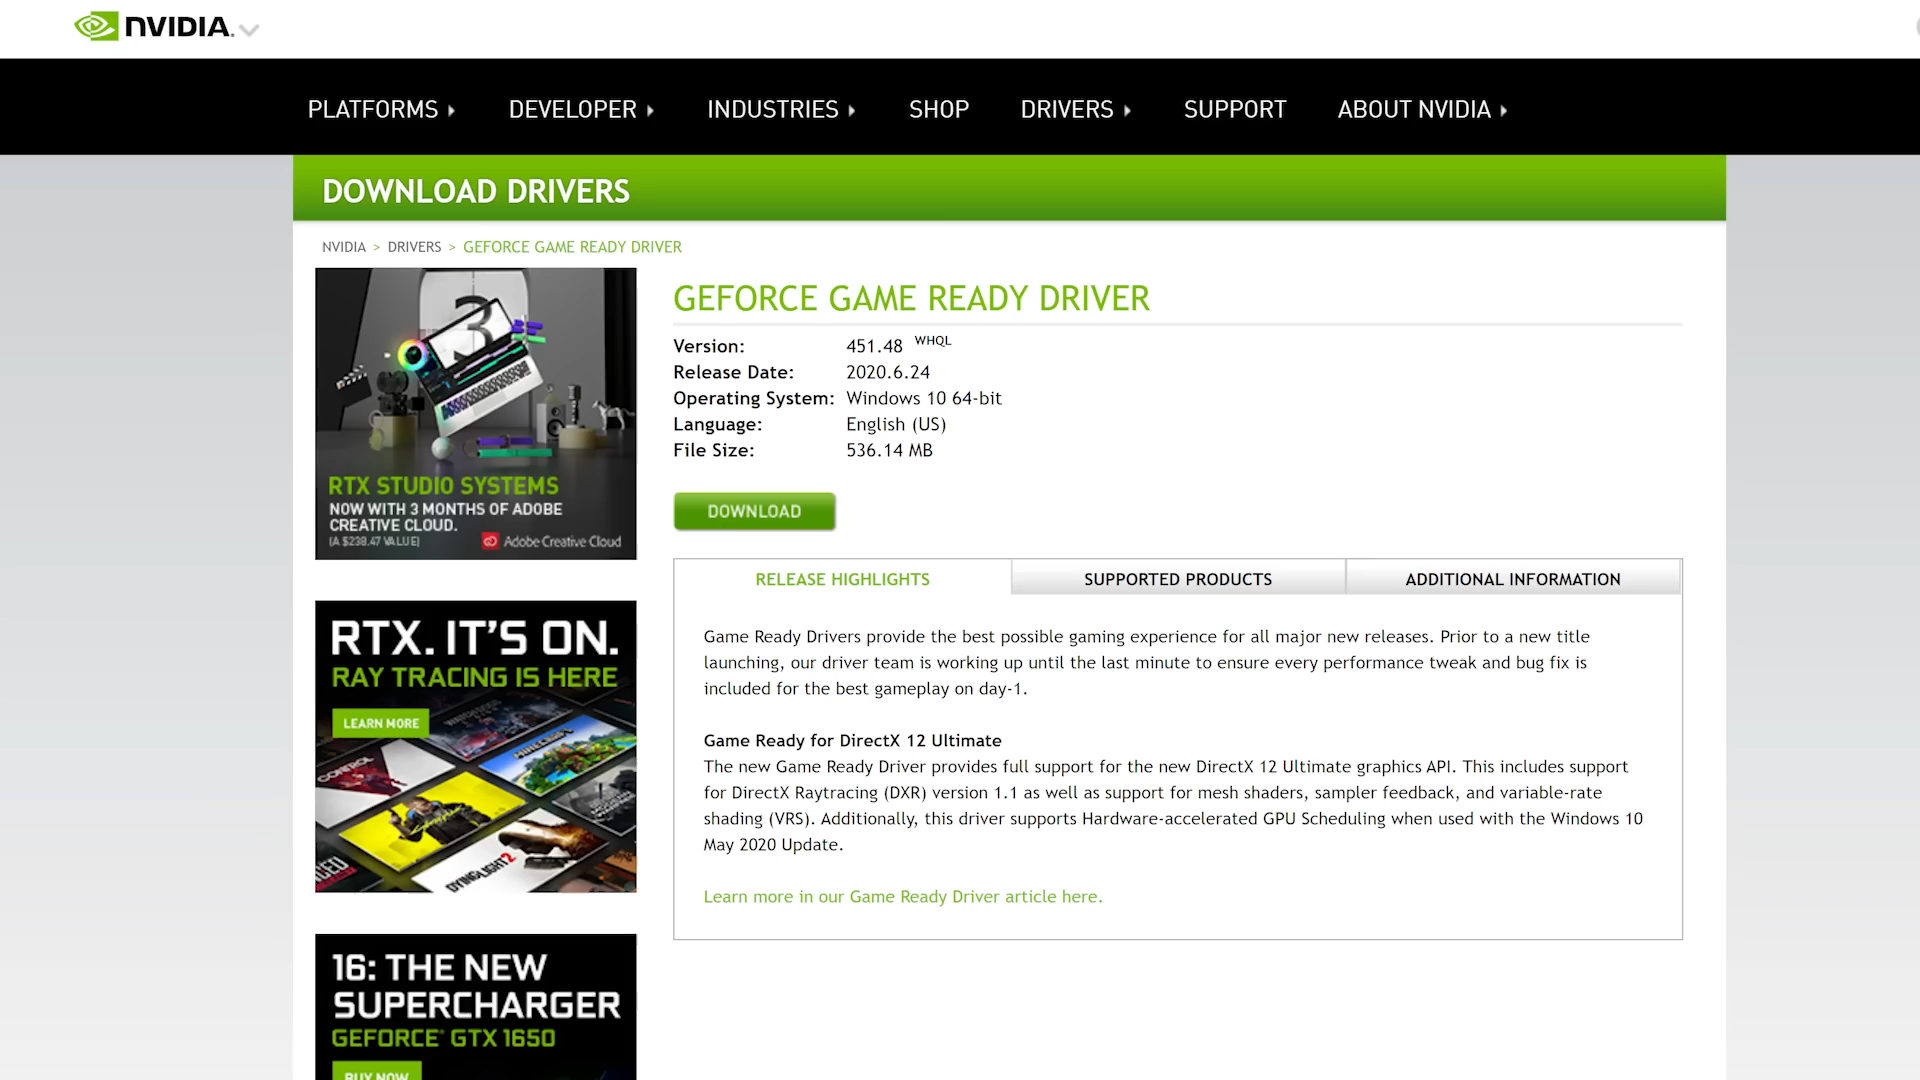 NVIDIA.
PLATFORMS DEVELOPER INDUSTRIES SHOP DRIVERS SUPPORT ABOUT NVIDIA
DOWNLOAD DRIVERS
NVIDIA > DRIVERS > GEFORCE GAME READY DRIVER
3
RTX STUDIO SYSTEMS
NOW WITH 3 MONTHS OF ADOBE
CREATIVE CLOUD.
(A $238.47 VALUE)
Adobe Creative Cloud
RTX. IT'S ON.
RAY TRACING IS HERE
LEARN MORE
CONTROL
MINECRAFT
Cyberpunk
DYING LIGHT 2
16: THE NEW
SUPERCHARGER
GEFORCE® GTX 1650
BUY NOW
GEFORCE GAME READY DRIVER
Version: 451.48 WHQL
Release Date: 2020.6.24
Operating System: Windows 10 64-bit
Language: English (US)
File Size: 536.14 MB
DOWNLOAD
RELEASE HIGHLIGHTS SUPPORTED PRODUCTS ADDITIONAL INFORMATION
Game Ready Drivers provide the best possible gaming experience for all major new releases. Prior to a new title
launching, our driver team is working up until the last minute to ensure every performance tweak and bug fix is
included for the best gameplay on day-1.
Game Ready for DirectX 12 Ultimate
The new Game Ready Driver provides full support for the new DirectX 12 Ultimate graphics API. This includes support
for DirectX Raytracing (DXR) version 1.1 as well as support for mesh shaders, sampler feedback, and variable-rate
shading (VRS). Additionally, this driver supports Hardware-accelerated GPU Scheduling when used with the Windows 10
May 2020 Update.
Learn more in our Game Ready Driver article here.